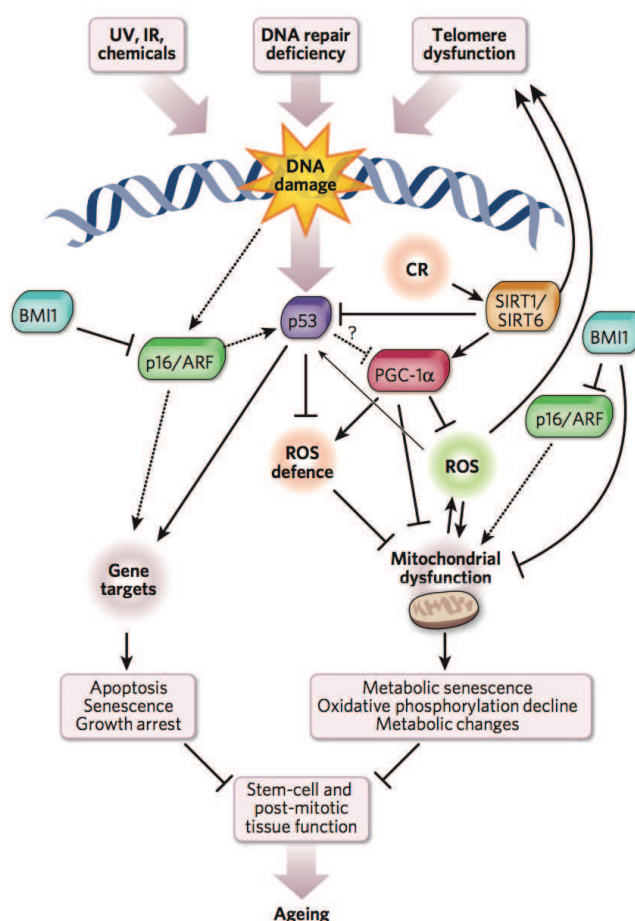 UV, IR,
chemicals
DNA repair
deficiency
Telomere
dysfunction
DNA
damage
CR
BMI1
p53
SIRT1/
SIRT6
?
BMI1
p16/ARF
PGC-1α
p16/ARF
ROS
defence
ROS
Gene
targets
Mitochondrial
dysfunction
Apoptosis
Senescence
Growth arrest
Metabolic senescence
Oxidative phosphorylation decline
Metabolic changes
Stem-cell and
post-mitotic
tissue function
Ageing